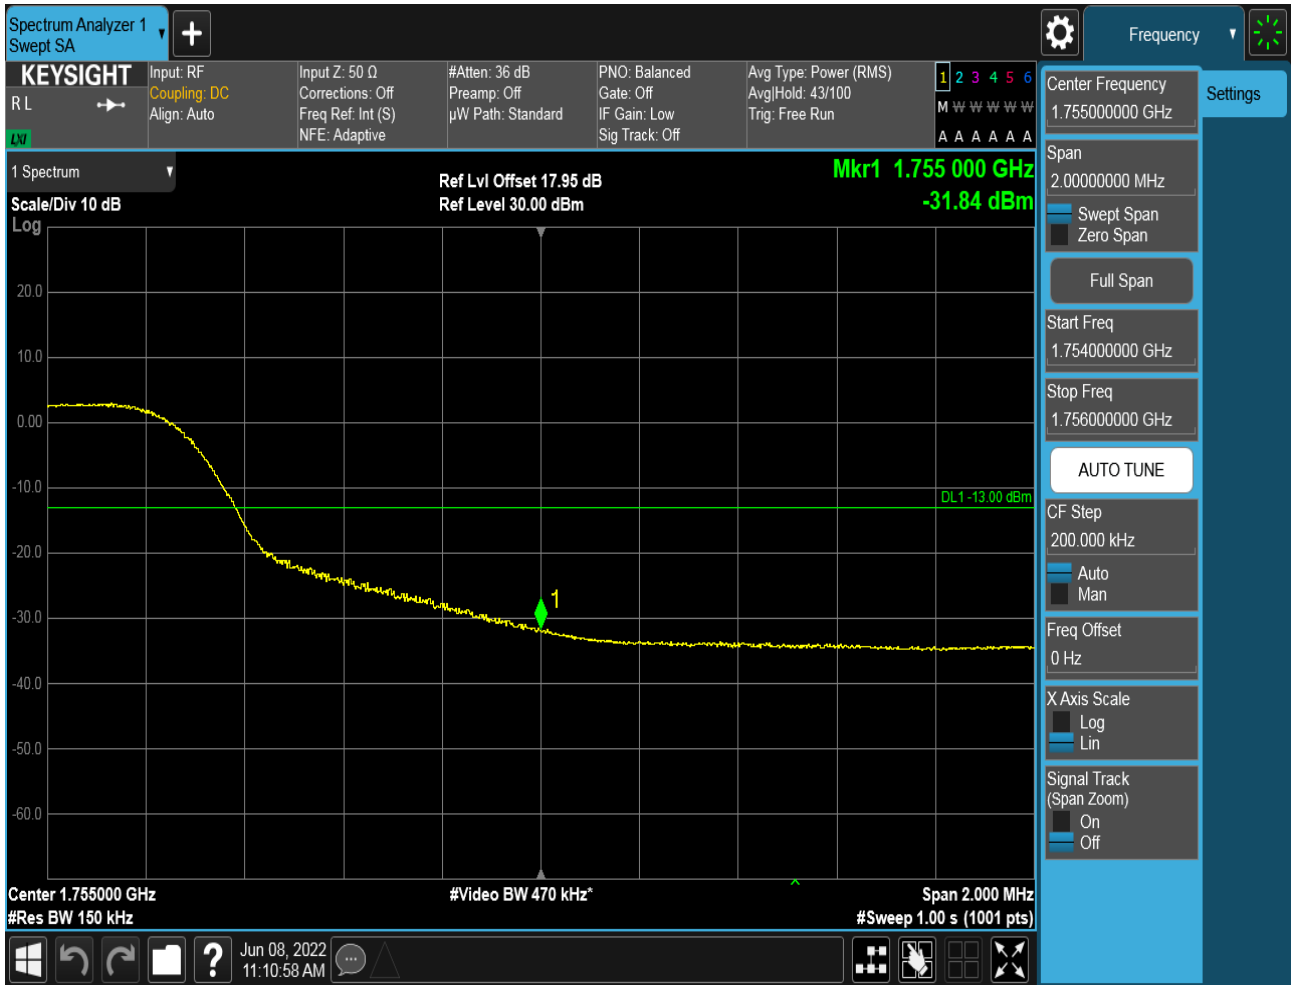 Spectrum Analyzer 1
Swept SA
Frequency
KEYSIGHT
R L
LXI
Input: RF
Coupling: DC
Align: Auto
Input Z: 50 Ω
Corrections: Off
Freq Ref: Int (S)
NFE: Adaptive
#Atten: 36 dB
Preamp: Off
µW Path: Standard
PNO: Balanced
Gate: Off
IF Gain: Low
Sig Track: Off
Avg Type: Power (RMS)
Avg|Hold: 43/100
Trig: Free Run
1 2 3 4 5 6
M W W W W W
A A A A A A
1 Spectrum
Scale/Div 10 dB
Log
Ref Lvl Offset 17.95 dB
Ref Level 30.00 dBm
Mkr1 1.755 000 GHz
-31.84 dBm
20.0
10.0
0.00
-10.0
-20.0
-30.0
-40.0
-50.0
-60.0
DL1 -13.00 dBm
1
Center 1.755000 GHz
#Res BW 150 kHz
#Video BW 470 kHz*
Span 2.000 MHz
#Sweep 1.00 s (1001 pts)
Center Frequency
1.755000000 GHz
Settings
Span
2.00000000 MHz
Swept Span
Zero Span
Full Span
Start Freq
1.754000000 GHz
Stop Freq
1.756000000 GHz
AUTO TUNE
CF Step
200.000 kHz
Auto
Man
Freq Offset
0 Hz
X Axis Scale
Log
Lin
Signal Track
(Span Zoom)
On
Off
?
Jun 08, 2022
11:10:58 AM